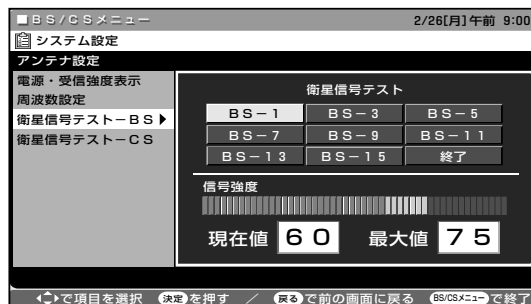 ■BS/CSメニュー 2/26[月]午前 9:00
システム設定
アンテナ設定
電源・受信強度表示
周波数設定
衛星信号テスト－BS▶
衛星信号テスト－CS
衛星信号テスト
BS－1 BS－3 BS－5
BS－7 BS－9 BS－11
BS－13 BS－15 終了
信号強度
現在値 60 最大値 75
で項目を選択 決定を押す ／ 戻るで前の画面に戻る BS/CSメニューで終了